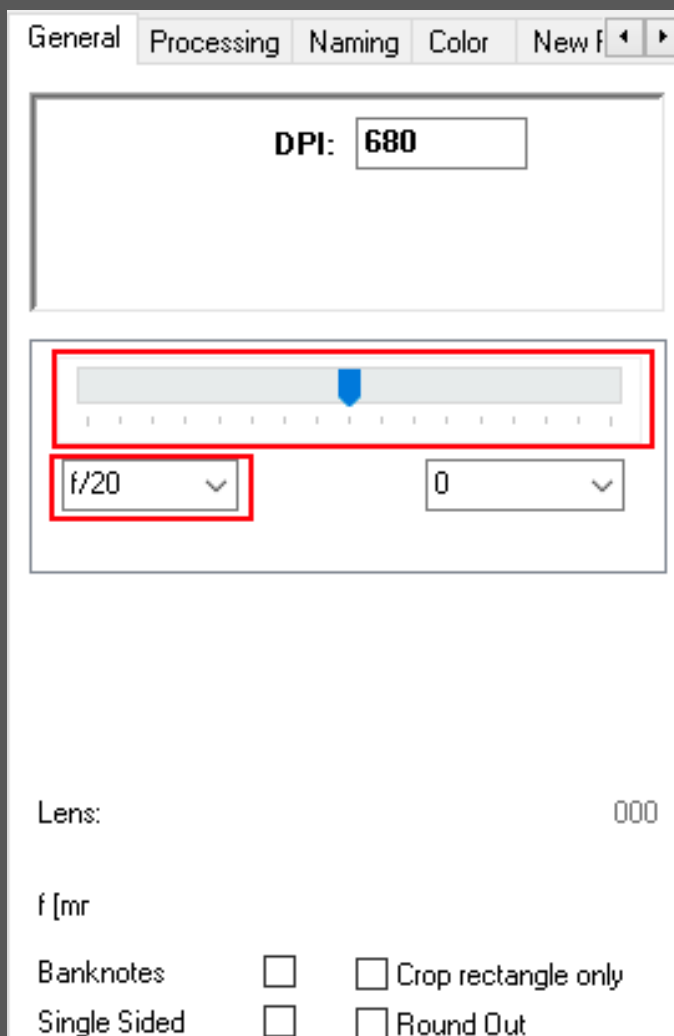 General Processing Naming Color New
DPI: 680
f/20 0
Lens: 000
f [mr
Banknotes Crop rectangle only
Single Sided Round Out